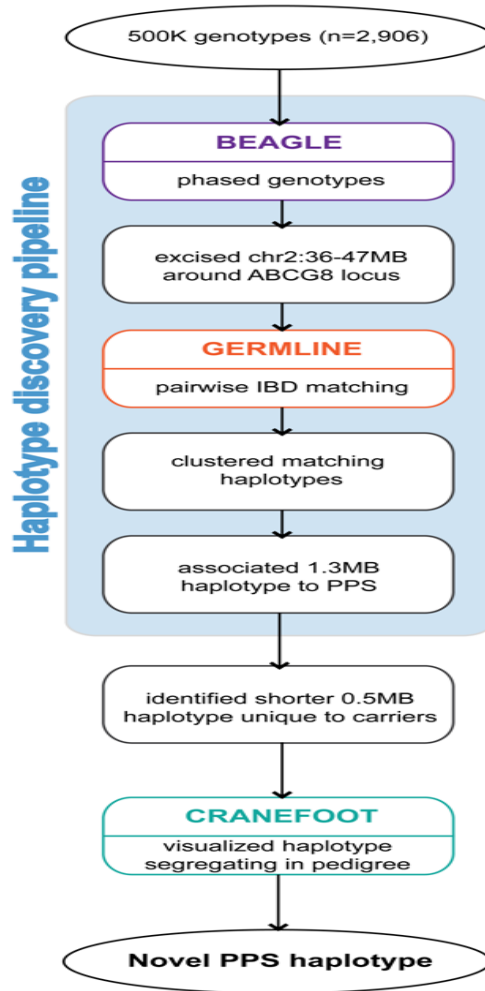 500K genotypes (n=2,906)
Haplotype discovery pipeline
BEAGLE
phased genotypes
excised chr2:36-47MB
around ABCG8 locus
GERMLINE
pairwise IBD matching
clustered matching
haplotypes
associated 1.3MB
haplotype to PPS
identified shorter 0.5MB
haplotype unique to carriers
CRANEFOOT
visualized haplotype
segregating in pedigree
Novel PPS haplotype